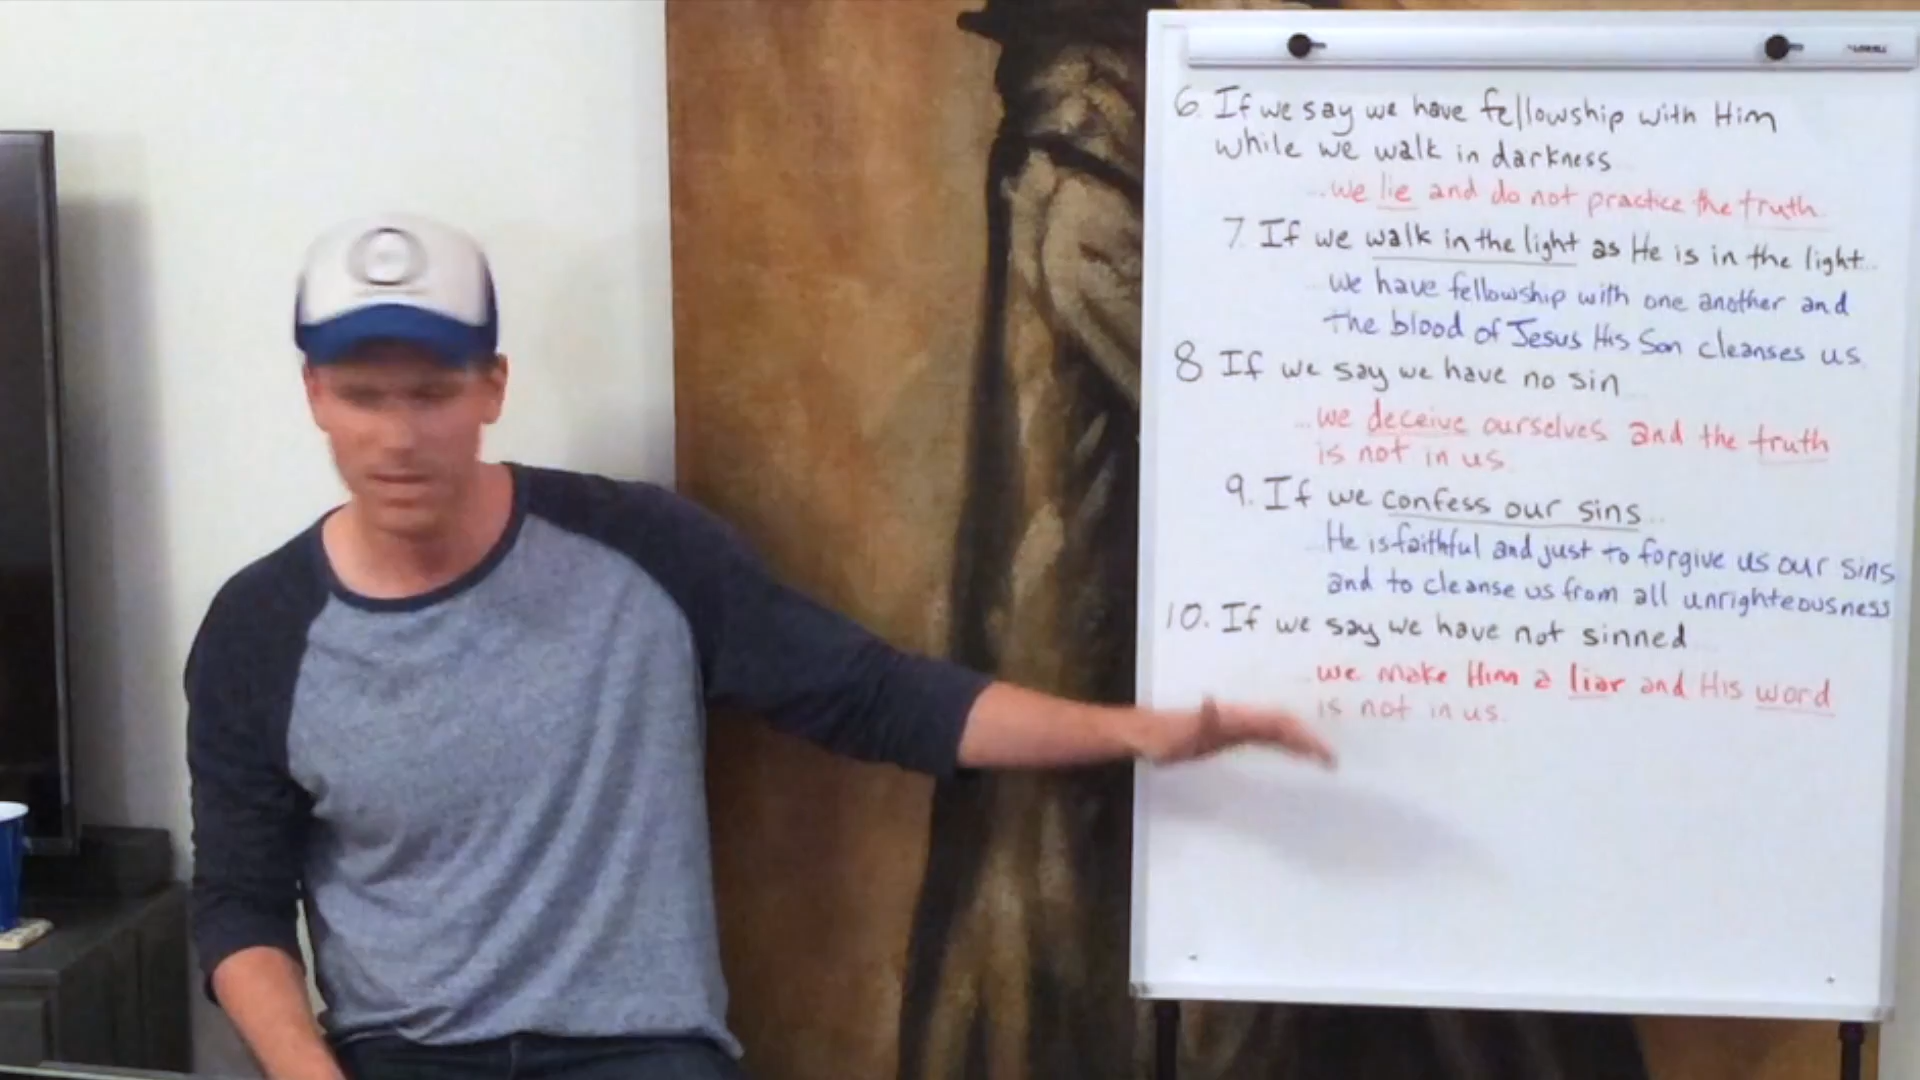 6. If we say we have fellowship with Him
while we walk in darkness
...we lie and do not practice the truth.
7. If we walk in the light as He is in the light...
we have fellowship with one another and
the blood of Jesus His Son cleanses us.
8 If we say we have no sin
...we deceive ourselves and the truth
is not in us.
9. If we confess our sins...
He is faithful and just to forgive us our sins
and to cleanse us from all unrighteousness
10. If we say we have not sinned
...we make Him a liar and His word
is not in us.